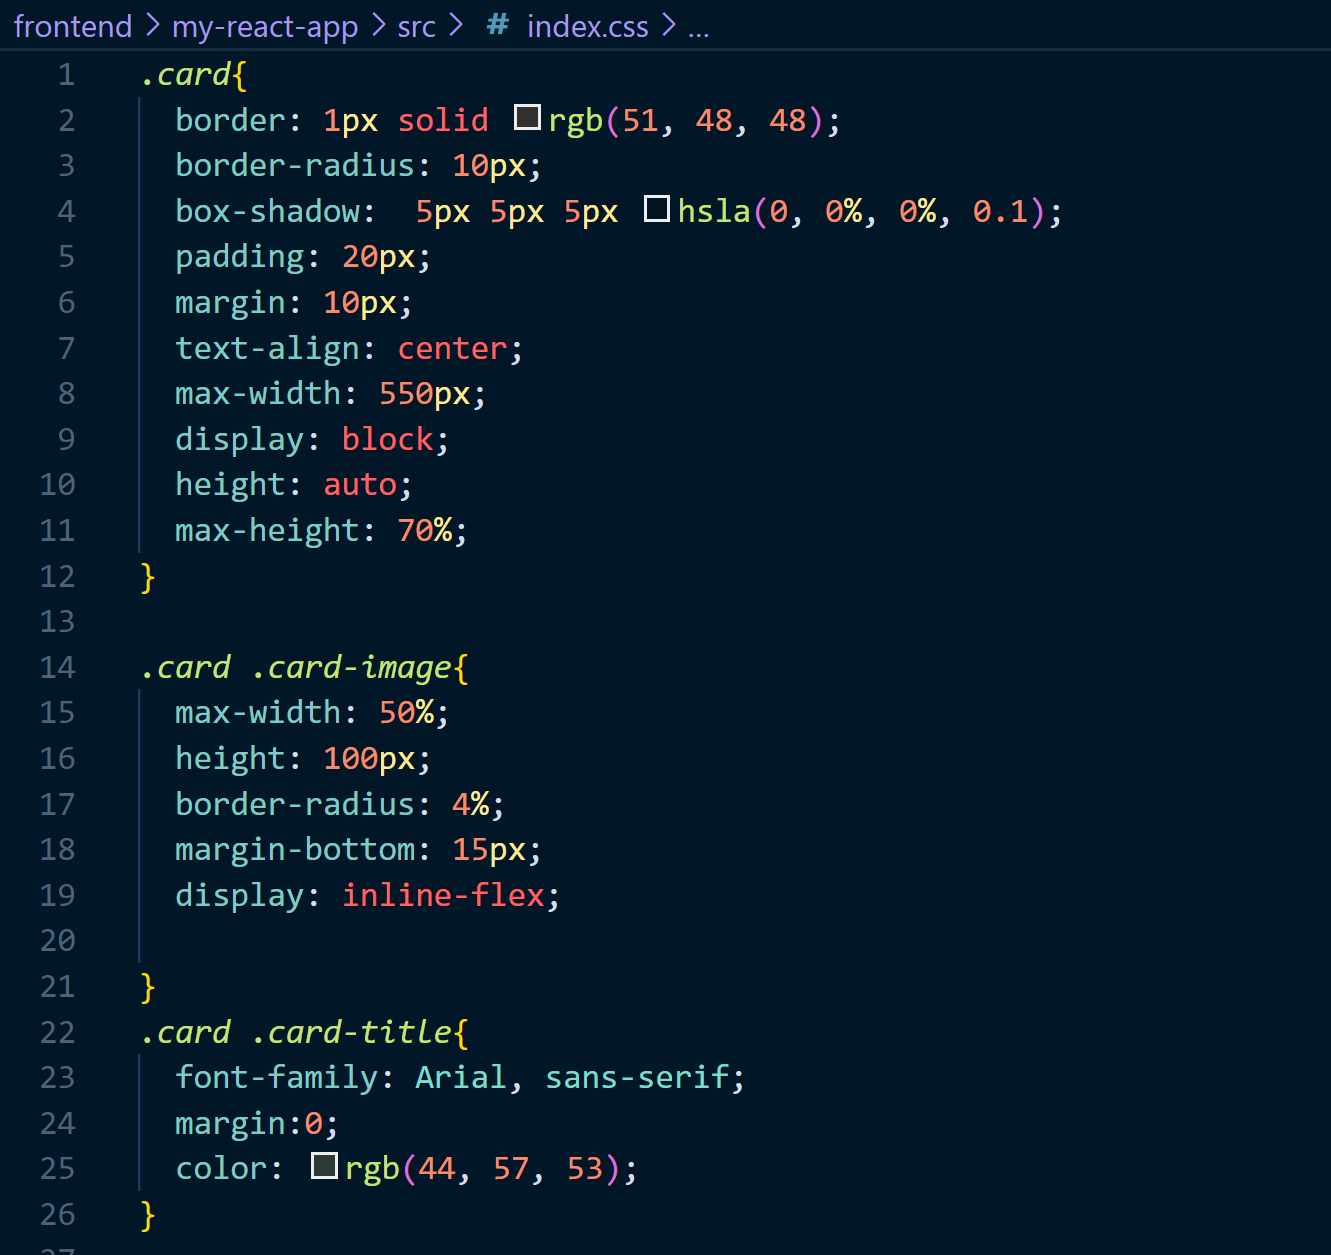 frontend > my-react-app > src > # index.css > ...
1 .card{
2 border: 1px solid rgb(51, 48, 48);
3 border-radius: 10px;
4 box-shadow:  5px 5px 5px hsla(0, 0%, 0%, 0.1);
5 padding: 20px;
6 margin: 10px;
7 text-align: center;
8 max-width: 550px;
9 display: block;
10 height: auto;
11 max-height: 70%;
12 }
13
14 .card .card-image{
15 max-width: 50%;
16 height: 100px;
17 border-radius: 4%;
18 margin-bottom: 15px;
19 display: inline-flex;
20
21 }
22 .card .card-title{
23 font-family: Arial, sans-serif;
24 margin:0;
25 color: rgb(44, 57, 53);
26 }
27